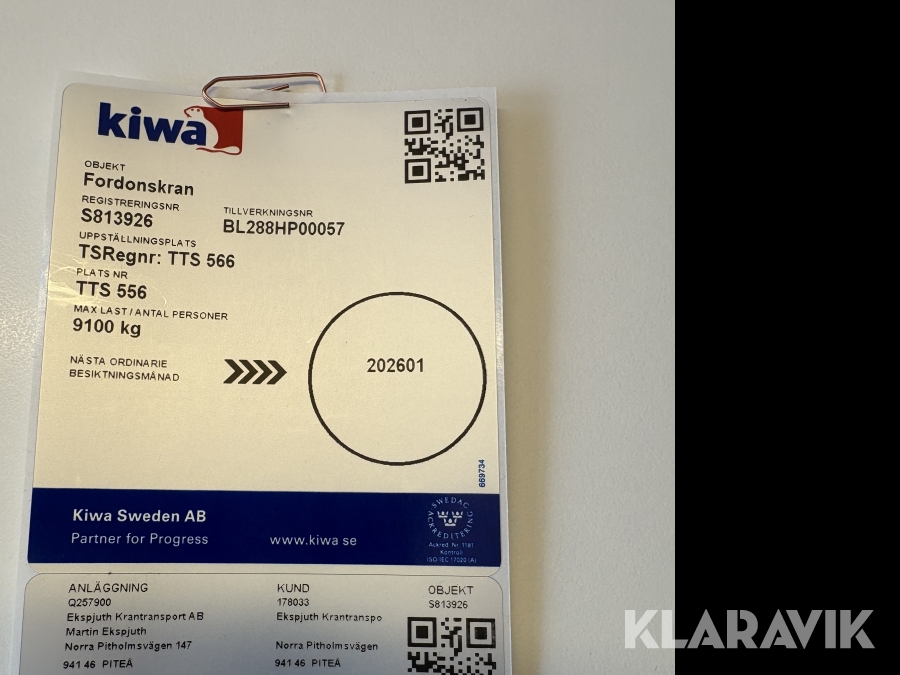 kiwa
OBJEKT
Fordonskran
REGISTRERINGSNR
S813926
TILLVERKNINGSNR
BL288HP00057
UPPSTÄLLNINGSPLATS
TSRegnr: TTS 566
PLATS NR
TTS 556
MAX LAST / ANTAL PERSONER
9100 kg
NÄSTA ORDINARIE
BESIKTNINGSMÅNAD
202601
669734
Kiwa Sweden AB
Partner for Progress
www.kiwa.se
SWEDAC
ACKREDITERING
Ackred. Nr. 1181
Kontroll
ISO/IEC 17020 (A)
ANLÄGGNING
Q257900
Ekspjuth Krantransport AB
Martin Ekspjuth
Norra Pitholmsvägen 147
941 46 PITEÅ
KUND
178033
Ekspjuth Krantranspo
Norra Pitholmsvägen
941 46 PITEÅ
OBJEKT
S813926
KLARAVIK